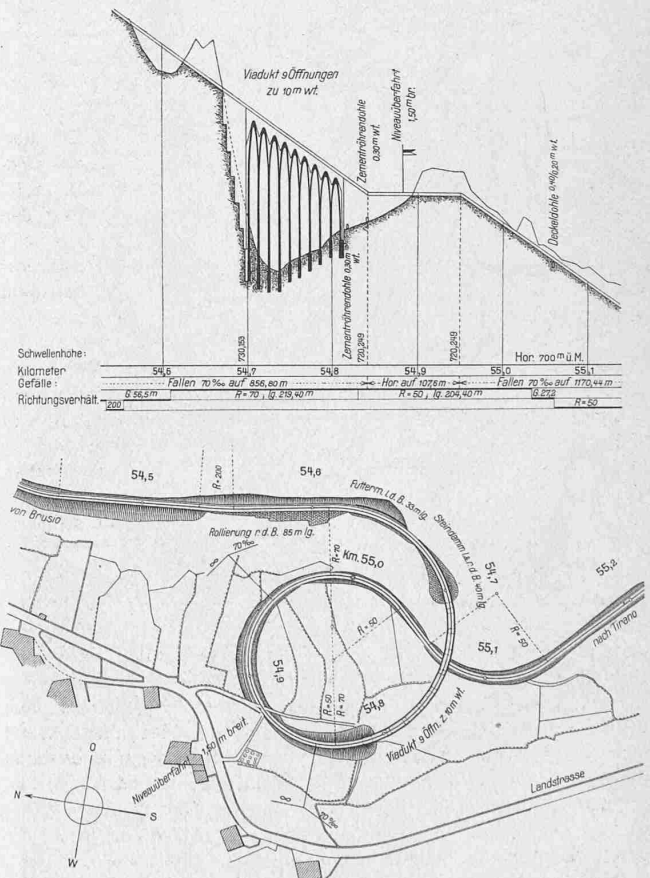 Viadukt 9 Öffnungen
zu 10 m wt.
Zementröhrendohle
0,30 m wt.
Niveauüberfahrt
1,50 m br.
Deckeldohle 0,40/0,20 m wt.
Zementröhrendohle 0,30 m
wt.
Schwellenhöhe:
730,153
720,249
720,249
Hor. 700 m ü. M.
Kilometer
54,6
54,7
54,8
54,9
55,0
55,1
Gefälle:
Fallen 70 ‰ auf 856,80 m
Hor. auf 107,6 m
Fallen 70 ‰ auf 1170,44 m
Richtungsverhält.
200
G. 56,5 m
R = 70, lg. 219,40 m
R = 50, lg. 204,40 m
G. 27,2
R = 50
54,5
R = 200
54,6
von Brusio
Rollierung r. d. B. 85 m lg.
Futterm. l. d. B. 33 m lg.
Steindamm l. u. r. d. B. 40 m lg.
54,7
70 ‰
∞
R = 70
Km. 55,0
R = 50
55,2
nach Tirano
R = 50
55,1
54,9
R = 50
R = 70
54,8
Viadukt 9 Öffn. z. 10 m wt.
Niveauüberfahrt 1,50 m breit.
Landstrasse
∞
70 ‰
O
N
S
W